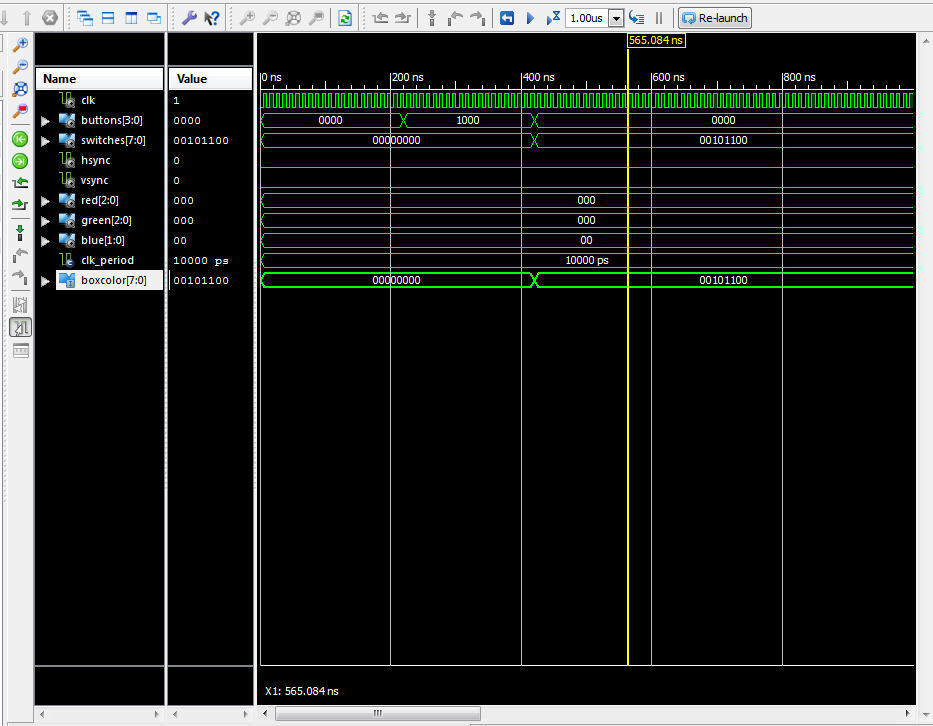 1.00us Re-launch
565.084 ns
Name Value
0 ns 200 ns 400 ns 600 ns 800 ns
clk 1
buttons[3:0] 0000 0000 1000 0000
switches[7:0] 00101100 00000000 00101100
hsync 0
vsync 0
red[2:0] 000 000
green[2:0] 000 000
blue[1:0] 00 00
clk_period 10000 ps 10000 ps
boxcolor[7:0] 00101100 00000000 00101100
X1: 565.084 ns